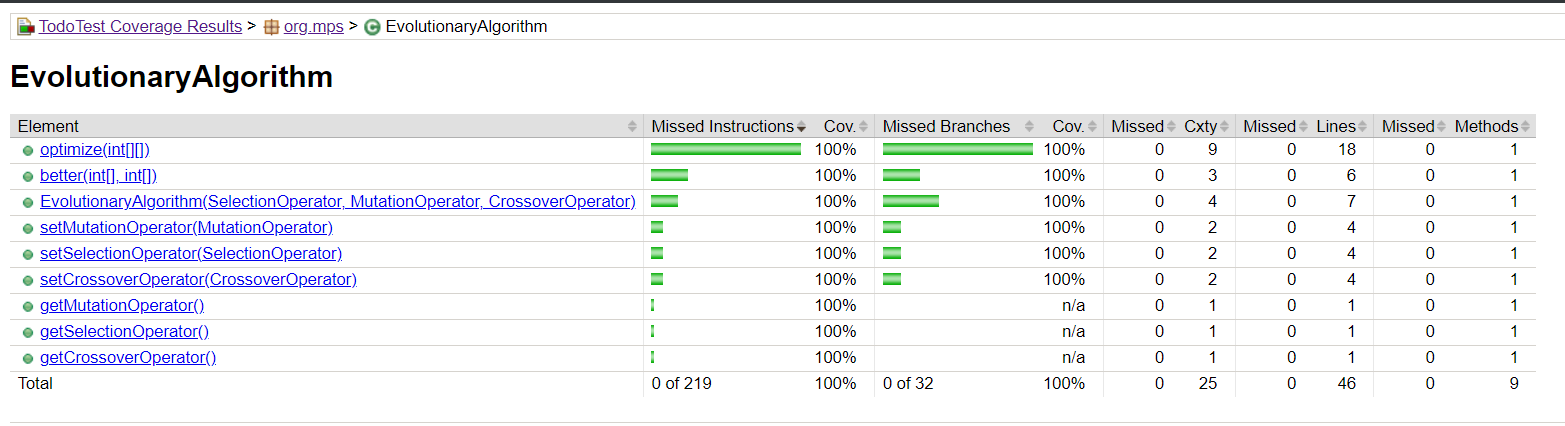 TodoTest Coverage Results > org.mps > EvolutionaryAlgorithm
EvolutionaryAlgorithm
Element Missed Instructions Cov. Missed Branches Cov. Missed Cxty Missed Lines Missed Methods
optimize(int[][]) 100% 100% 0 9 0 18 0 1
better(int[], int[]) 100% 100% 0 3 0 6 0 1
EvolutionaryAlgorithm(SelectionOperator, MutationOperator, CrossoverOperator) 100% 100% 0 4 0 7 0 1
setMutationOperator(MutationOperator) 100% 100% 0 2 0 4 0 1
setSelectionOperator(SelectionOperator) 100% 100% 0 2 0 4 0 1
setCrossoverOperator(CrossoverOperator) 100% 100% 0 2 0 4 0 1
getMutationOperator() 100% n/a 0 1 0 1 0 1
getSelectionOperator() 100% n/a 0 1 0 1 0 1
getCrossoverOperator() 100% n/a 0 1 0 1 0 1
Total 0 of 219 100% 0 of 32 100% 0 25 0 46 0 9